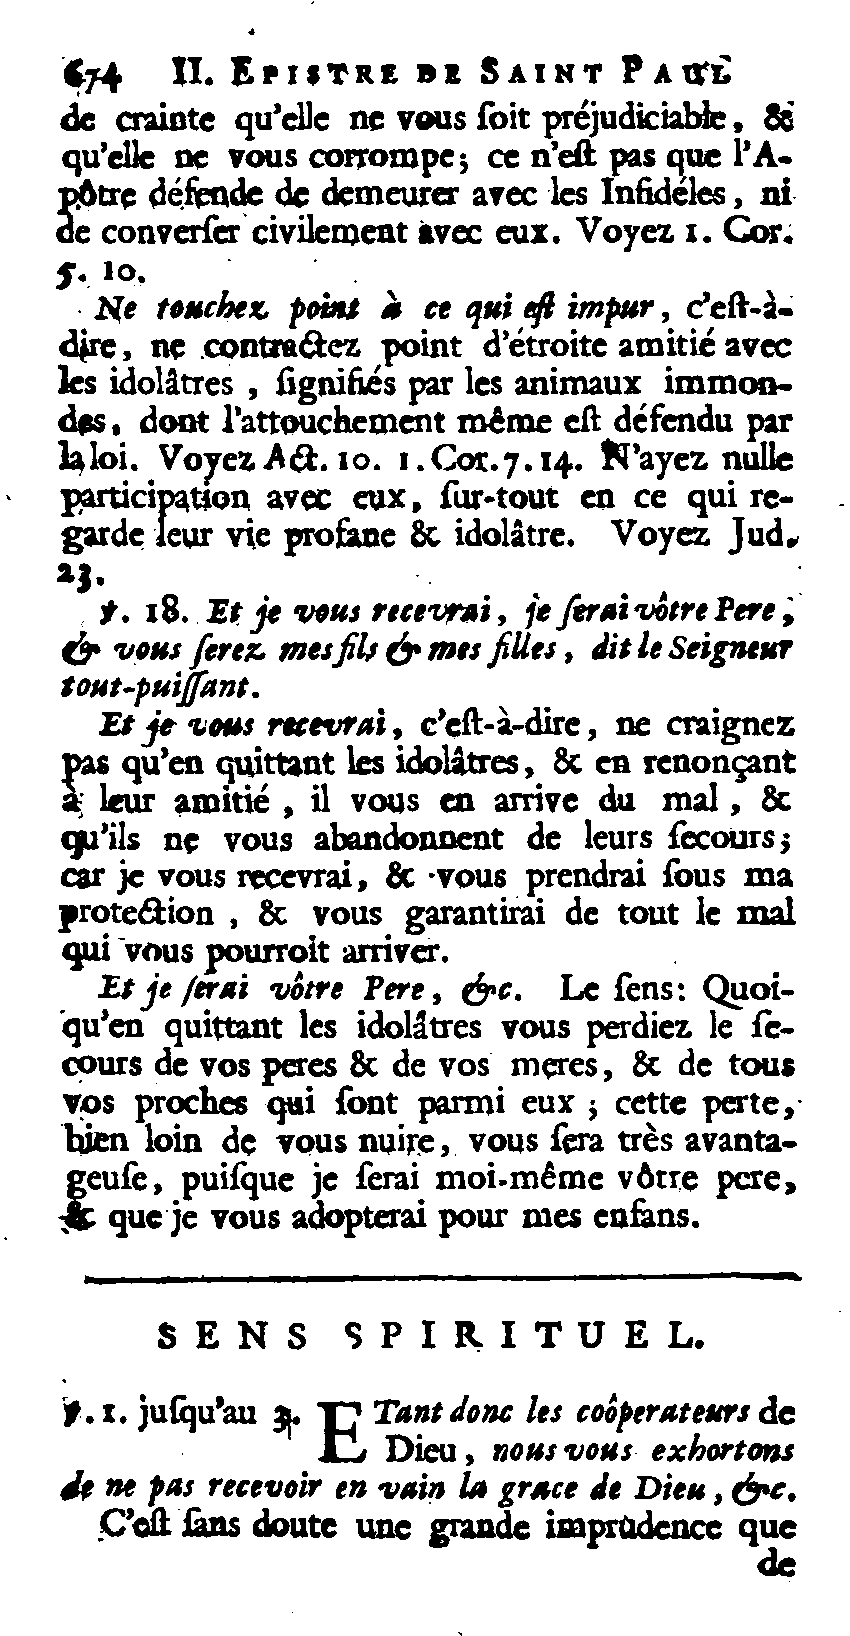 674 II. EPISTRE DE SAINT PAUL
de crainte qu'elle ne vous ſoit préjudiciable, &
qu'elle ne vous corrompe; ce n'eſt pas que l'A-
pôtre défende de demeurer avec les Infidéles, ni
de converſer civilement avec eux. Voyez 1. Cor.
5. 10.
Ne touchez point à ce qui eſt impur, c'eſt-à-
dire, ne contractez point d'étroite amitié avec
les idolâtres, ſignifiés par les animaux immon-
des, dont l'attouchement même eſt défendu par
la loi. Voyez Act. 10. 1. Cor. 7. 14. N'ayez nulle
participation avec eux, ſur-tout en ce qui re-
garde leur vie profane & idolâtre. Voyez Jud.
23.
℣. 18. Et je vous recevrai, je ſerai vôtre Pere,
& vous ſerez mes fils & mes filles, dit le Seigneur
tout-puiſſant.
Et je vous recevrai, c'eſt-à-dire, ne craignez
pas qu'en quittant les idolâtres, & en renonçant
à leur amitié, il vous en arrive du mal, &
qu'ils ne vous abandonnent de leurs ſecours;
car je vous recevrai, & vous prendrai ſous ma
protection, & vous garantirai de tout le mal
qui vous pourroit arriver.
Et je ſerai vôtre Pere, &c. Le ſens: Quoi-
qu'en quittant les idolâtres vous perdiez le ſe-
cours de vos peres & de vos meres, & de tous
vos proches qui ſont parmi eux; cette perte,
bien loin de vous nuire, vous ſera très avanta-
geuſe, puiſque je ſerai moi-même vôtre pere,
& que je vous adopterai pour mes enfans.
SENS SPIRITUEL.
℣. 1. juſqu'au 3. ETant donc les coôperateurs de
Dieu, nous vous exhortons
de ne pas recevoir en vain la grace de Dieu, &c.
C'eſt ſans doute une grande imprudence que
de